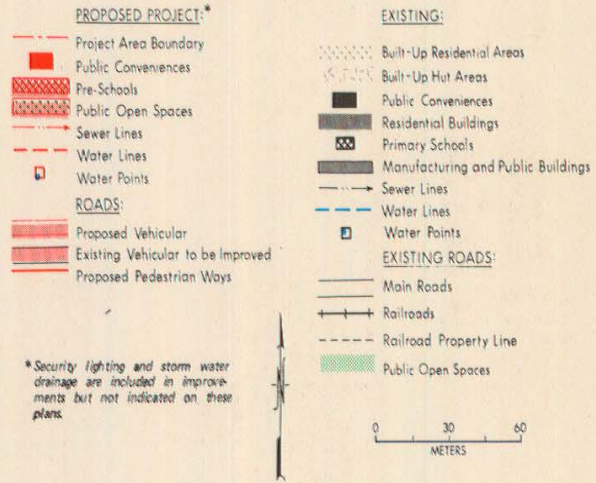 PROPOSED PROJECT:*
Project Area Boundary
Public Conveniences
Pre-Schools
Public Open Spaces
Sewer Lines
Water Lines
Water Points
ROADS:
Proposed Vehicular
Existing Vehicular to be Improved
Proposed Pedestrian Ways
*Security lighting and storm water
drainage are included in improve-
ments but not indicated on these
plans.
EXISTING:
Built-Up Residential Areas
Built-Up Hut Areas
Public Conveniences
Residential Buildings
Primary Schools
Manufacturing and Public Buildings
Sewer Lines
Water Lines
Water Points
EXISTING ROADS:
Main Roads
Railroads
Railroad Property Line
Public Open Spaces
0 30 60
METERS